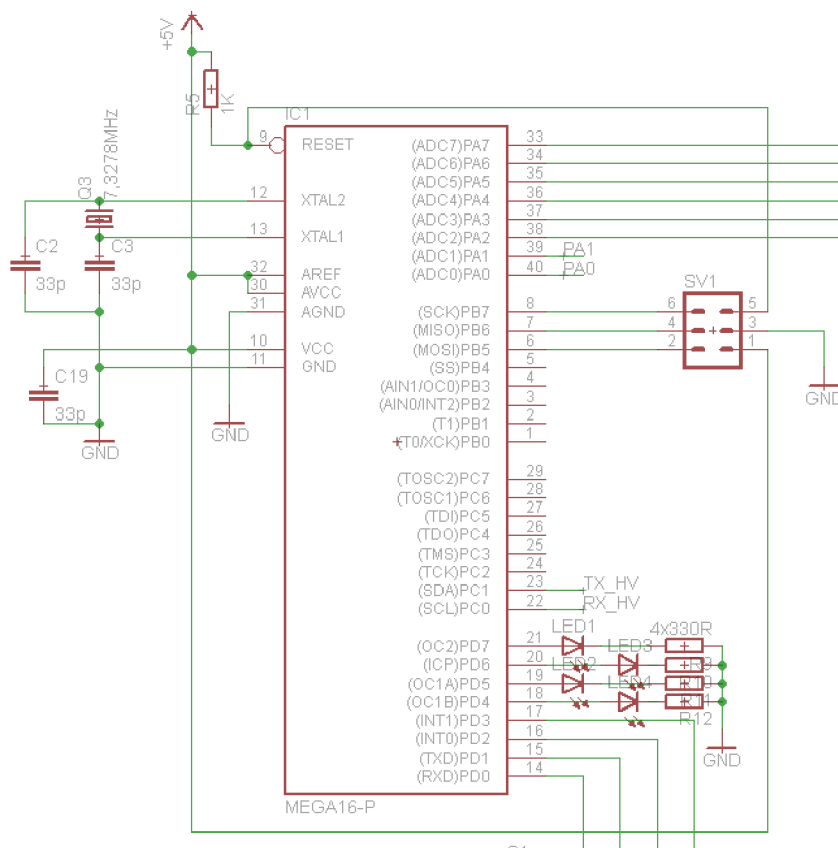 +5V
R5
1K
IC1
7,3278MHz
Q3
9 RESET (ADC7)PA7 33
(ADC6)PA6 34
(ADC5)PA5 35
12 XTAL2 (ADC4)PA4 36
(ADC3)PA3 37
13 XTAL1 (ADC2)PA2 38
C2 C3 (ADC1)PA1 39 PA1
32 AREF (ADC0)PA0 40 PA0
33p 33p
30 AVCC
SV1
31 AGND (SCK)PB7 8 6 5
(MISO)PB6 7 4 3
10 VCC (MOSI)PB5 6 2 1
11 GND (SS)PB4 5
C19 (AIN1/OC0)PB3 4
GND
33p (AIN0/INT2)PB2 3
(T1)PB1 2
GND
(T0/XCK)PB0 1
GND
(TOSC2)PC7 29
(TOSC1)PC6 28
(TDI)PC5 27
(TDO)PC4 26
(TMS)PC3 25
(TCK)PC2 24
(SDA)PC1 23 TX_HV
(SCL)PC0 22 RX_HV
LED1 4x330R
(OC2)PD7 21 LED3
(ICP)PD6 20 LED2 R9
(OC1A)PD5 19 LED4 R10
(OC1B)PD4 18 R11
(INT1)PD3 17 R12
(INT0)PD2 16
(TXD)PD1 15 GND
(RXD)PD0 14
MEGA16-P